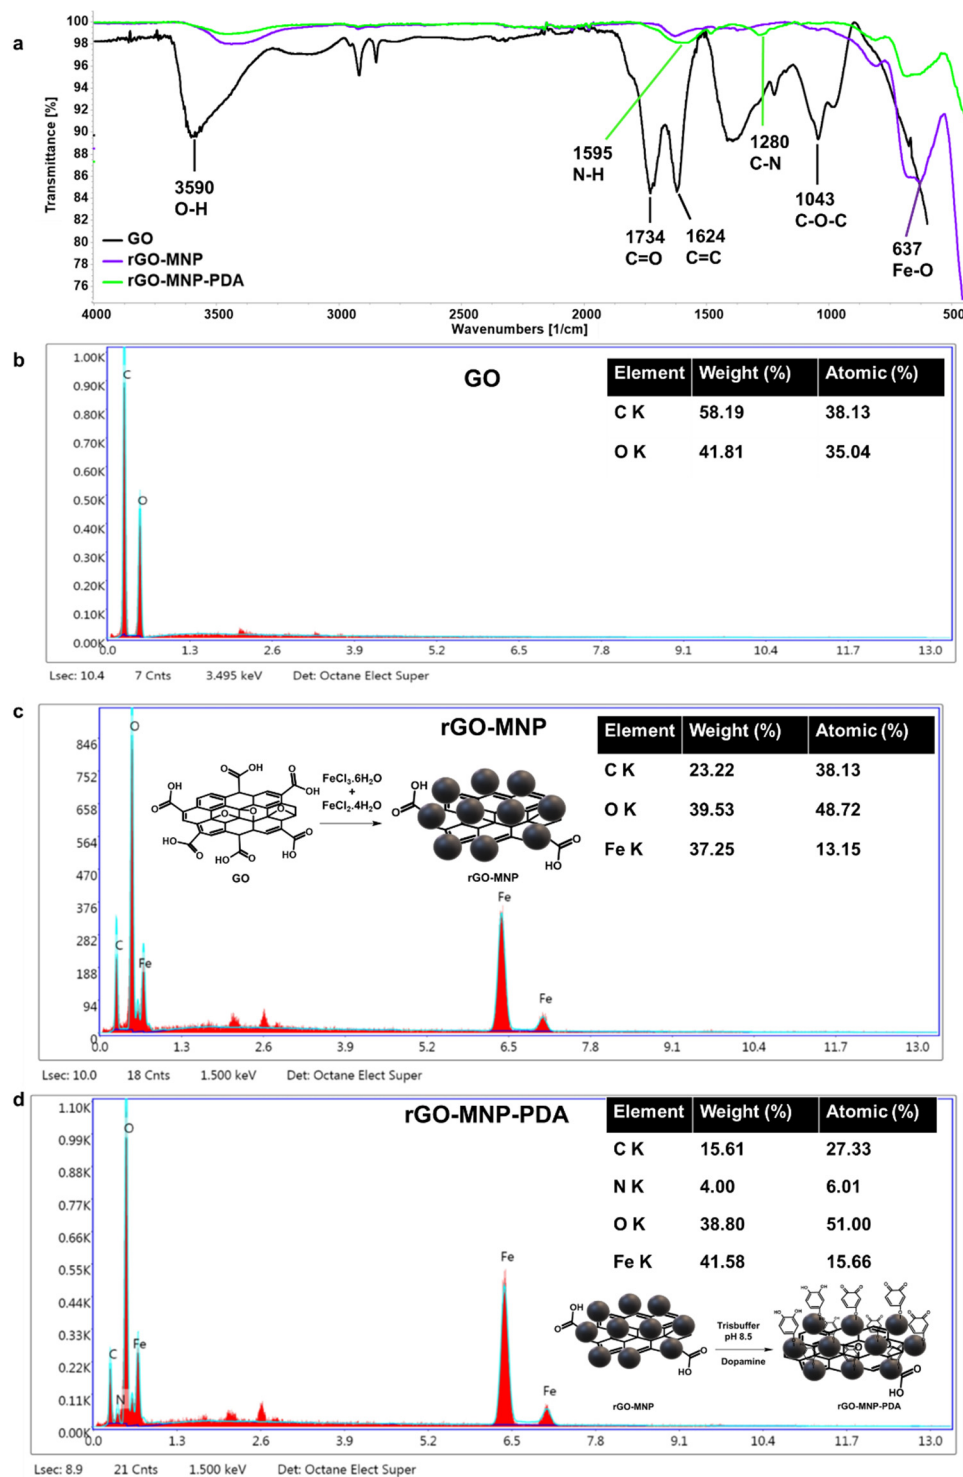 a
Transmittance [%]
100
98
96
94
92
90
88
86
84
82
80
78
76
3590
O-H
1595
N-H
1280
C-N
1043
C-O-C
1734
C=O
1624
C=C
637
Fe-O
GO
rGO-MNP
rGO-MNP-PDA
4000 3500 3000 2500 2000 1500 1000 500
Wavenumbers [1/cm]
b
GO
1.00K
0.90K
0.80K
0.70K
0.60K
0.50K
0.40K
0.30K
0.20K
0.10K
0.00K
C
O
Element Weight (%) Atomic (%)
C K 58.19 38.13
O K 41.81 35.04
0.0 1.3 2.6 3.9 5.2 6.5 7.8 9.1 10.4 11.7 13.0
Lsec: 10.4 7 Cnts 3.495 keV Det: Octane Elect Super
c
rGO-MNP
846
752
658
564
470
376
282
188
94
0
O
C
Fe
Fe
Fe
Element Weight (%) Atomic (%)
C K 23.22 38.13
O K 39.53 48.72
Fe K 37.25 13.15
FeCl3.6H2O
+
FeCl2.4H2O
GO
rGO-MNP
0.0 1.3 2.6 3.9 5.2 6.5 7.8 9.1 10.4 11.7 13.0
Lsec: 10.0 18 Cnts 1.500 keV Det: Octane Elect Super
d
rGO-MNP-PDA
1.10K
0.99K
0.88K
0.77K
0.66K
0.55K
0.44K
0.33K
0.22K
0.11K
0.00K
O
C
N
Fe
Fe
Fe
Element Weight (%) Atomic (%)
C K 15.61 27.33
N K 4.00 6.01
O K 38.80 51.00
Fe K 41.58 15.66
Trisbuffer
pH 8.5
Dopamine
rGO-MNP
rGO-MNP-PDA
0.0 1.3 2.6 3.9 5.2 6.5 7.8 9.1 10.4 11.7 13.0
Lsec: 8.9 21 Cnts 1.500 keV Det: Octane Elect Super